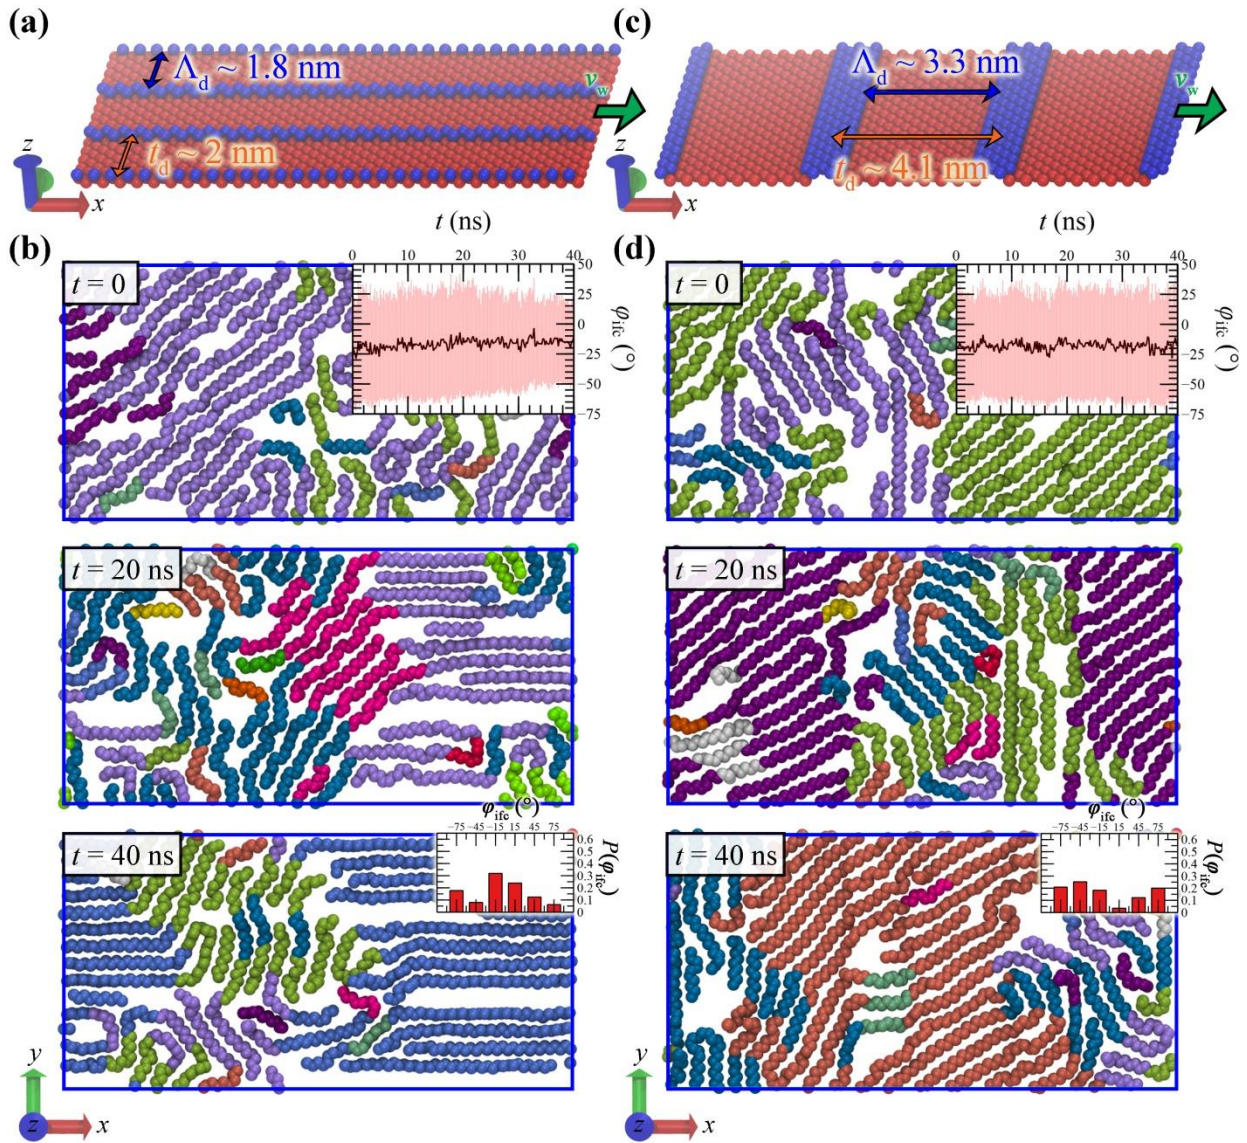 (a)
Λd ~ 1.8 nm
vw
td ~ 2 nm
z
x
(c)
Λd ~ 3.3 nm
vw
td ~ 4.1 nm
z
x
(b)
t = 0
t (ns)
0 10 20 30 40
50
25
0
−25
−50
−75
φifc (°)
t = 20 ns
t = 40 ns
φifc (°)
−75 −45 −15 15 45 75
0.6
0.5
0.4
0.3
0.2
0.1
0
P(φifc)
y
z
x
(d)
t = 0
t (ns)
0 10 20 30 40
50
25
0
−25
−50
−75
φifc (°)
t = 20 ns
t = 40 ns
φifc (°)
−75 −45 −15 15 45 75
0.6
0.5
0.4
0.3
0.2
0.1
0
P(φifc)
y
z
x